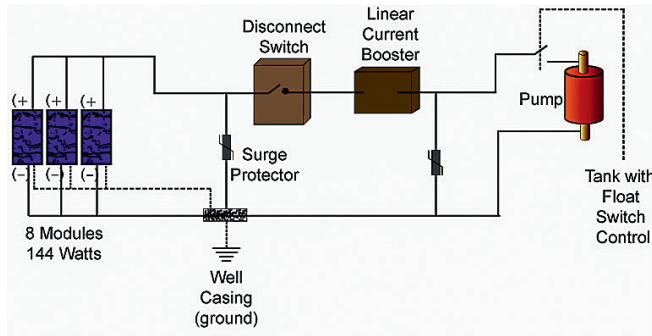 Disconnect
Switch
Linear
Current
Booster
(+
(+
(+
Pump
(-)
(-)
(-)
Surge
Protector
Tank with
Float
Switch
Control
8 Modules
144 Watts
Well
Casing
(ground)